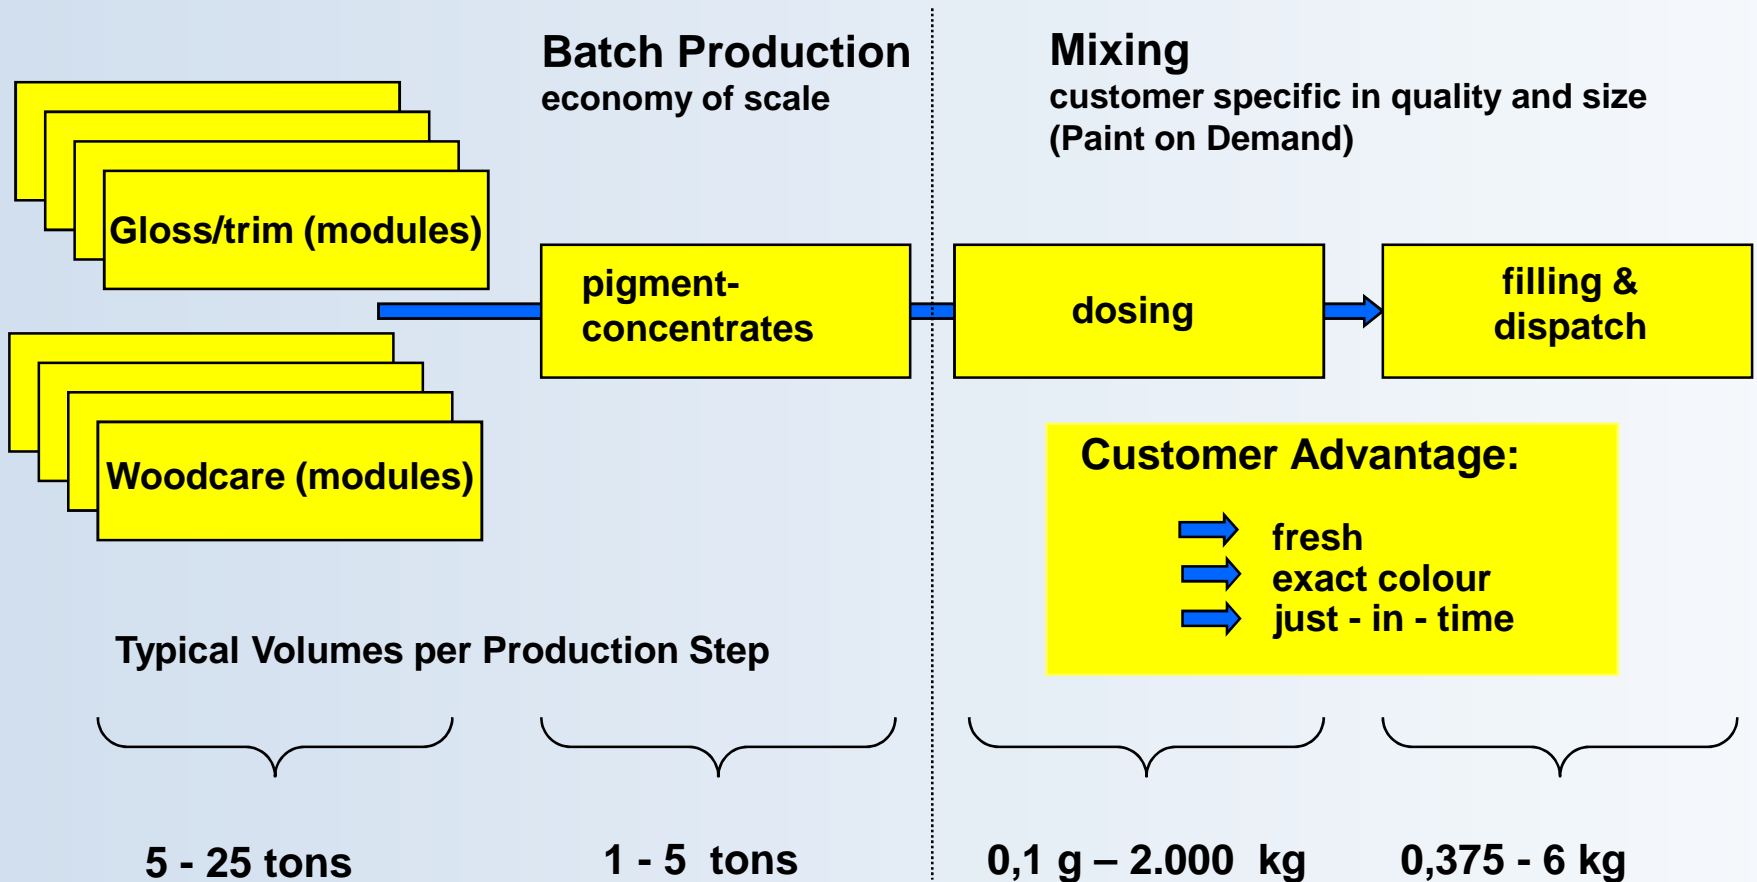 Batch Production
economy of scale
Mixing
customer specific in quality and size
(Paint on Demand)
Gloss/trim (modules)
pigment-
concentrates
dosing
filling &
dispatch
Woodcare (modules)
Customer Advantage:
fresh
exact colour
just - in - time
Typical Volumes per Production Step
5 - 25 tons
1 - 5 tons
0,1 g – 2.000 kg
0,375 - 6 kg